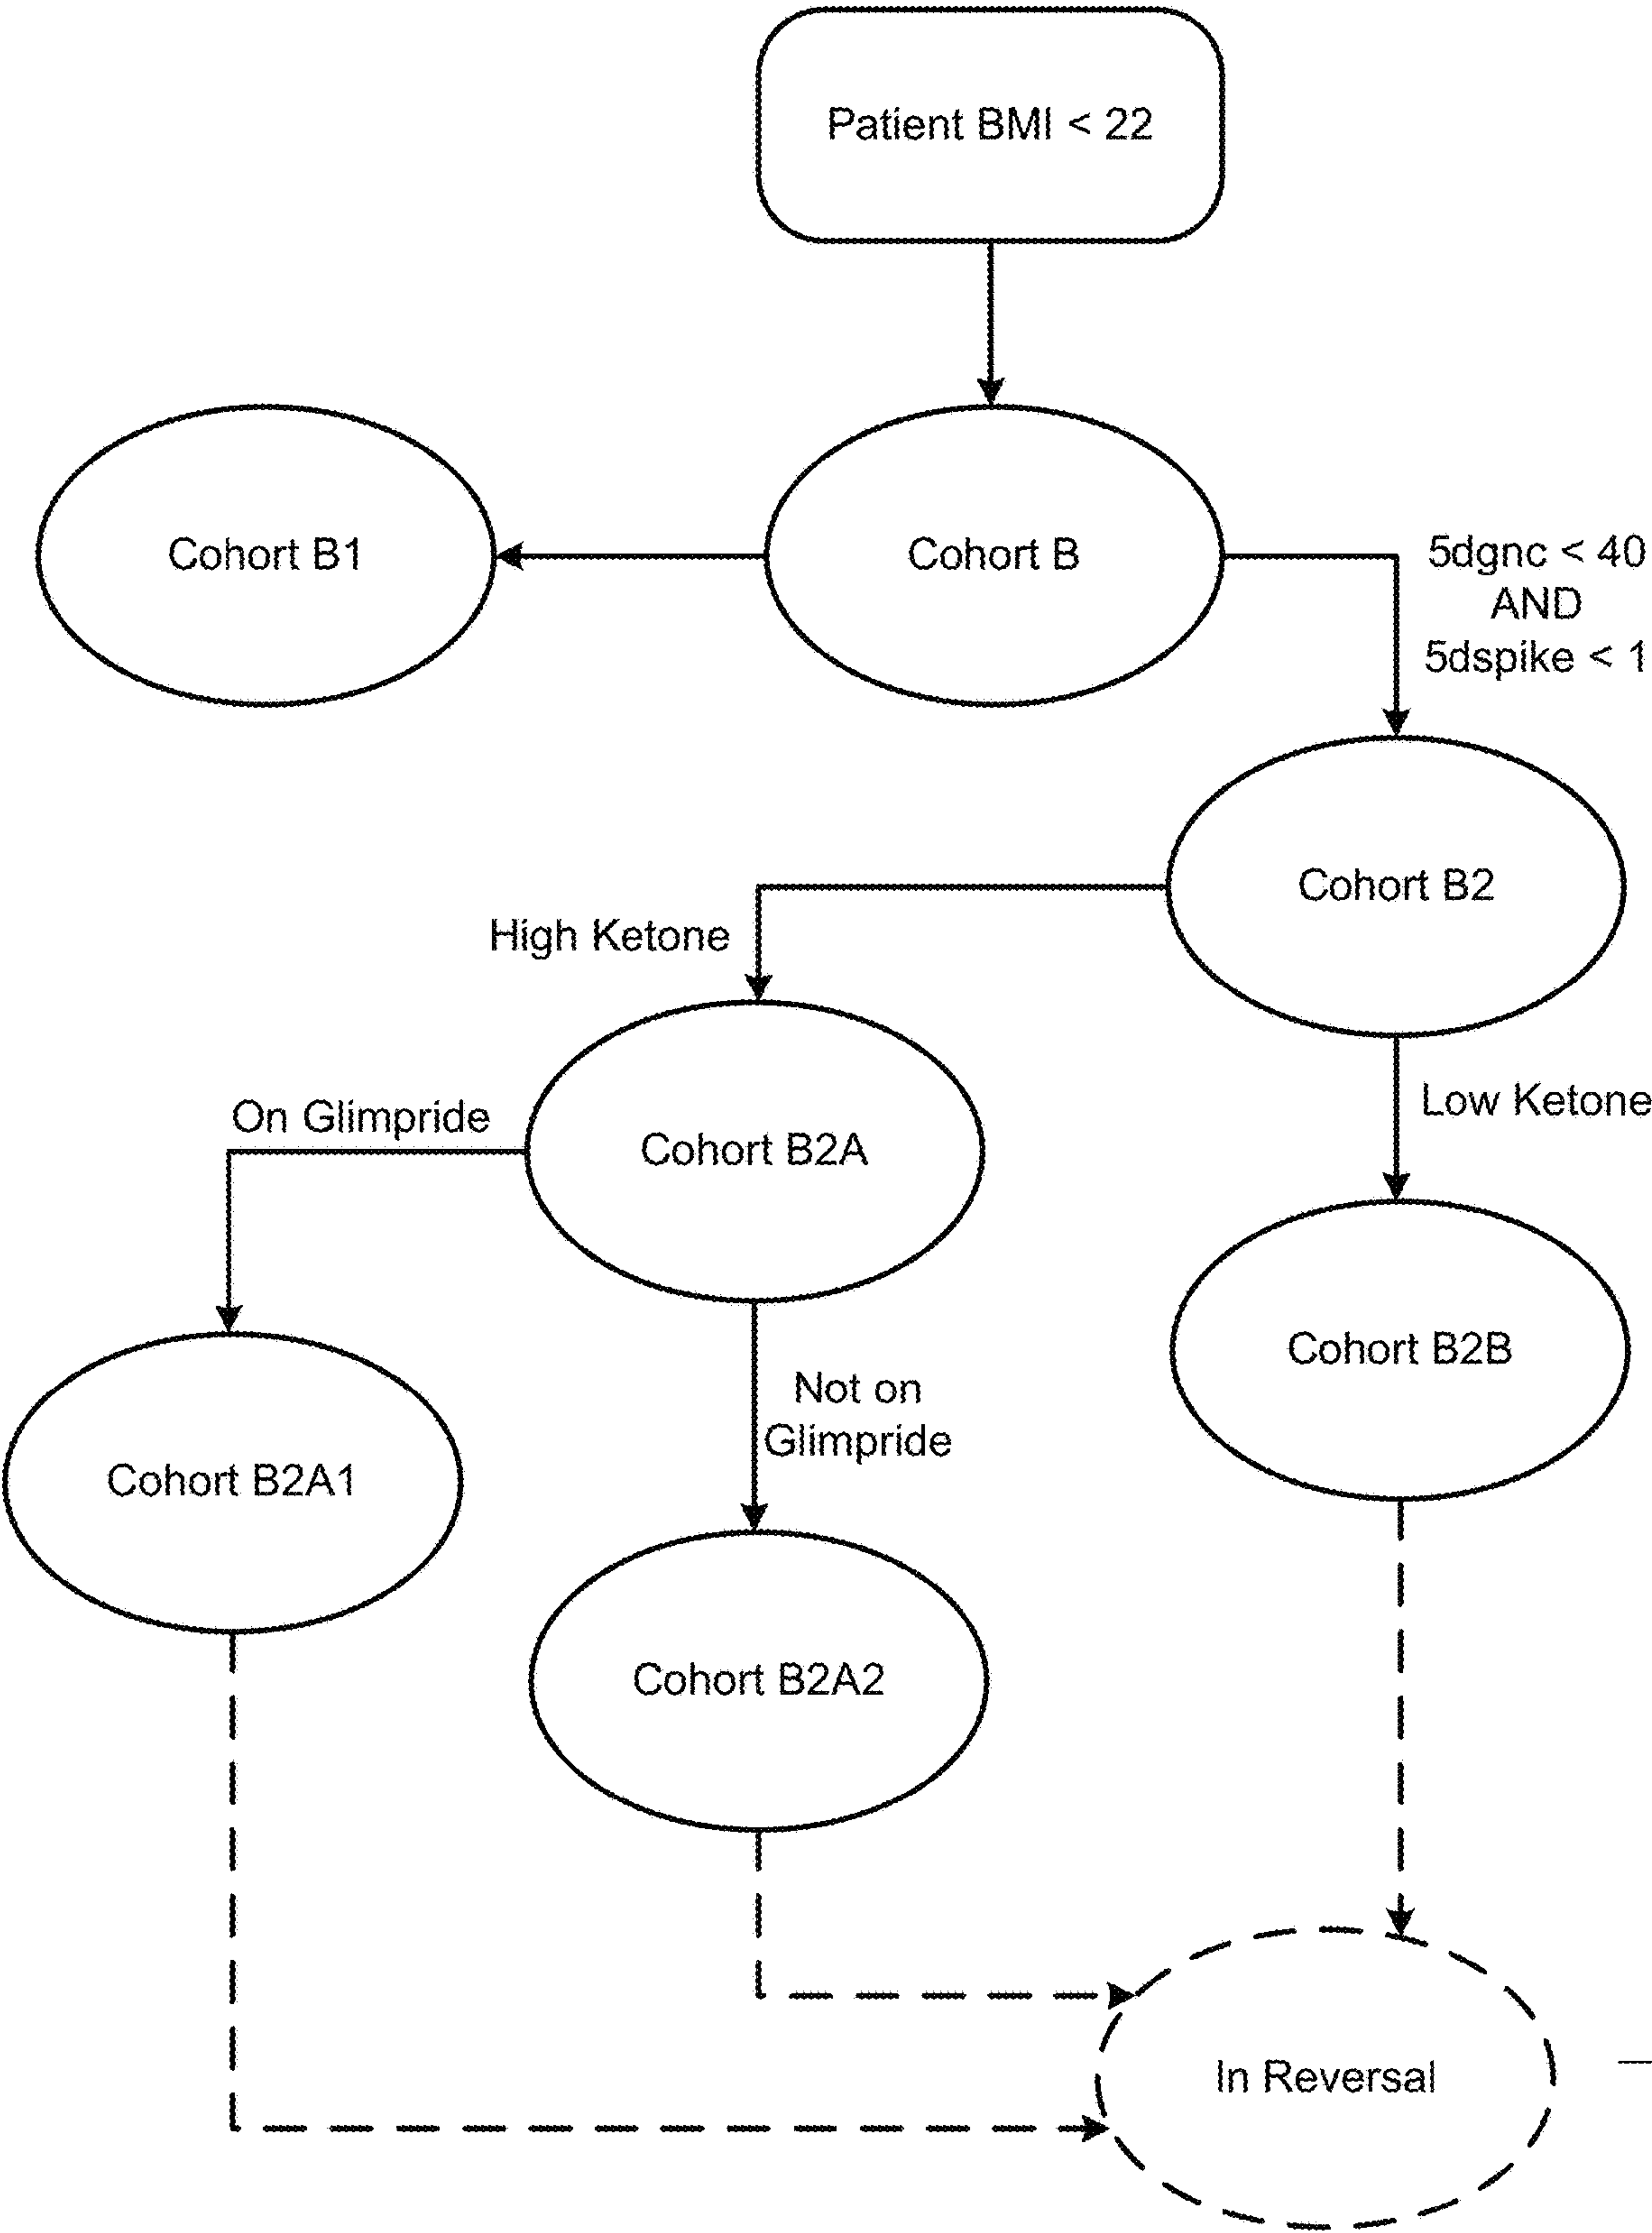 Patient BMI < 22
Cohort B1
Cohort B
5dgnc < 40
AND
5dspike < 1
Cohort B2
High Ketone
Low Ketone
On Glimpride
Cohort B2A
Cohort B2B
Not on
Glimpride
Cohort B2A1
Cohort B2A2
In Reversal